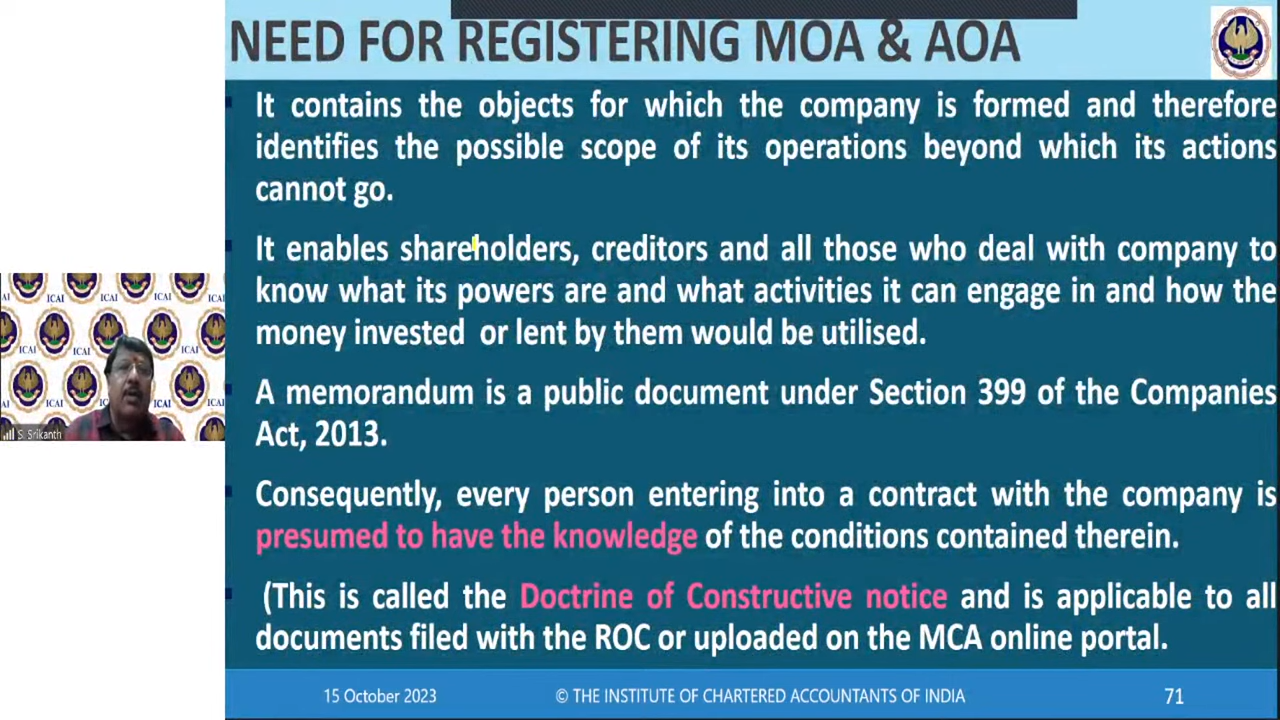 NEED FOR REGISTERING MOA & AOA
It contains the objects for which the company is formed and therefore
identifies the possible scope of its operations beyond which its actions
cannot go.
It enables shareholders, creditors and all those who deal with company to
know what its powers are and what activities it can engage in and how the
money invested or lent by them would be utilised.
A memorandum is a public document under Section 399 of the Companies
Act, 2013.
Consequently, every person entering into a contract with the company is
presumed to have the knowledge of the conditions contained therein.
(This is called the Doctrine of Constructive notice and is applicable to all
documents filed with the ROC or uploaded on the MCA online portal.
15 October 2023
© THE INSTITUTE OF CHARTERED ACCOUNTANTS OF INDIA
71
ICAI
ICAI
ICAI
ICAI
ICAI
ICAI
S. Srikanth